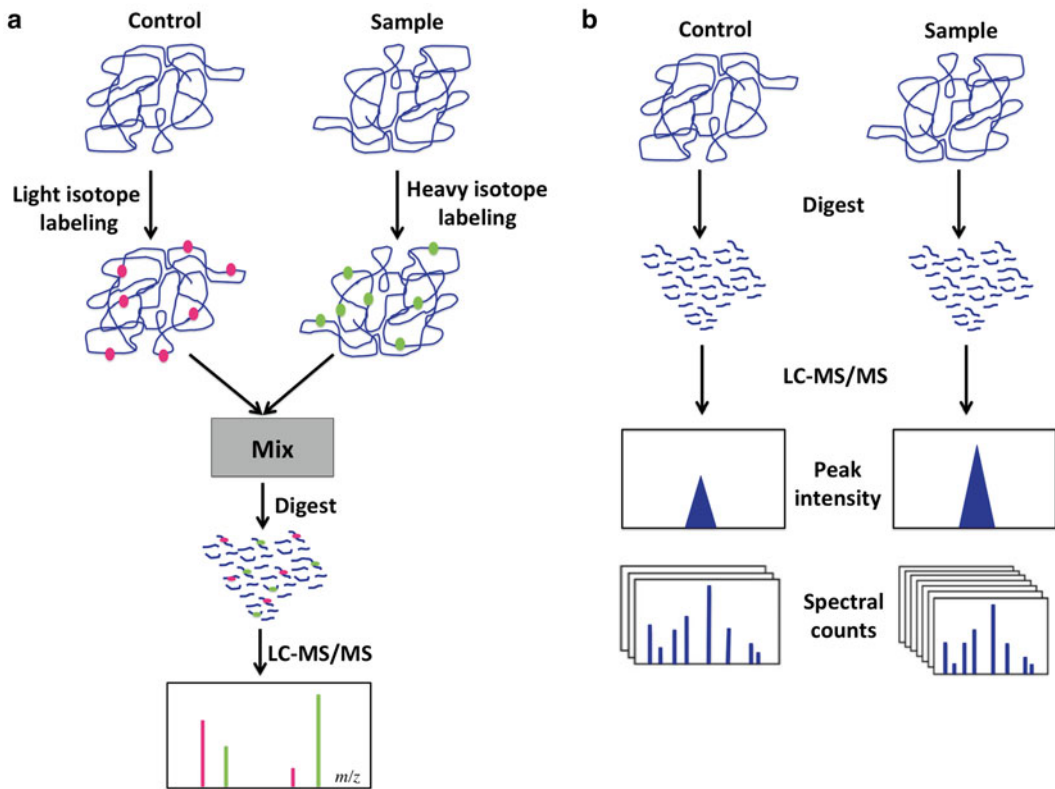 a
Control
Sample
Light isotope
labeling
Heavy isotope
labeling
Mix
Digest
LC-MS/MS
m/z
b
Control
Sample
Digest
LC-MS/MS
Peak
intensity
Spectral
counts